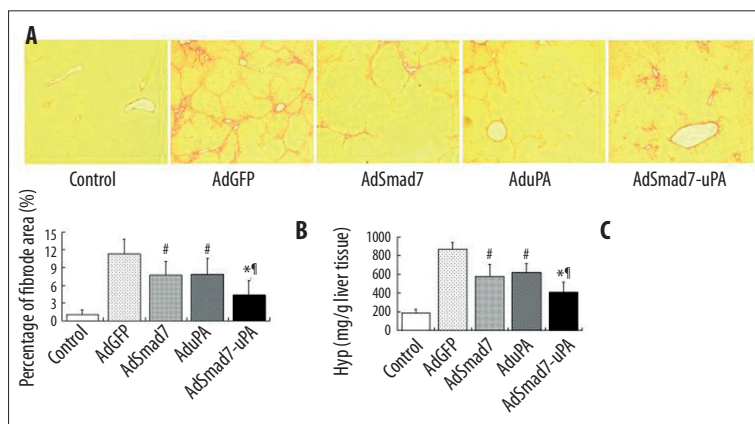 A
Control AdGFP AdSmad7 AduPA AdSmad7-uPA
B
Percentage of fibrode area (%)
15
12
9
6
3
0
# # *¶
Control AdGFP AdSmad7 AduPA AdSmad7-uPA
C
Hyp (mg/g liver tissue)
1000
800
600
400
200
0
# # *¶
Control AdGFP AdSmad7 AduPA AdSmad7-uPA